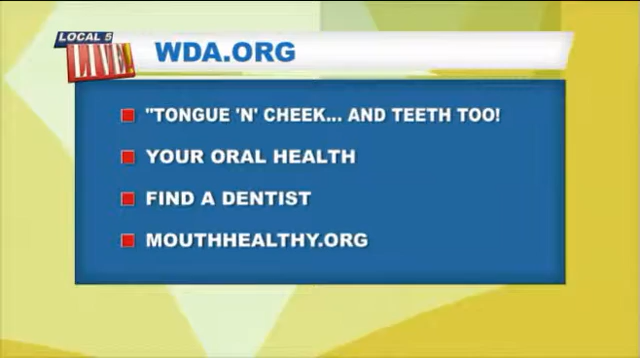 LOCAL 5
LIVE!
WDA.ORG
"TONGUE 'N' CHEEK... AND TEETH TOO!
YOUR ORAL HEALTH
FIND A DENTIST
MOUTHHEALTHY.ORG